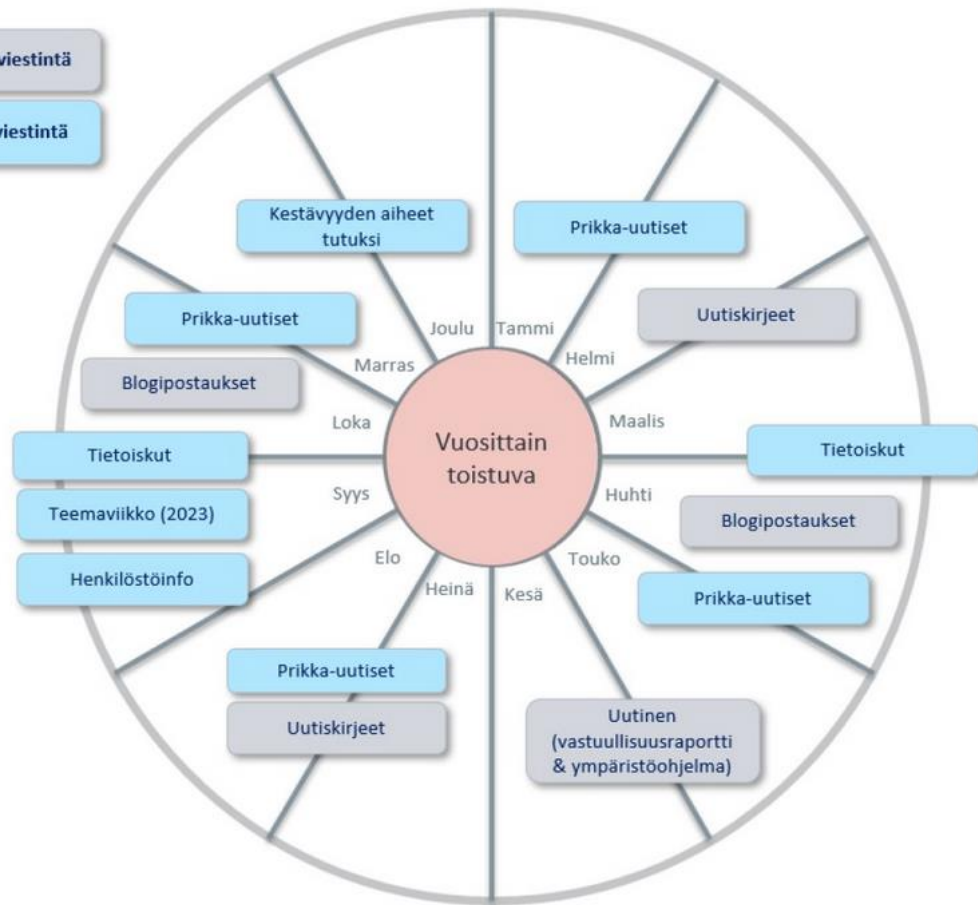 viestintä
viestintä
Kestävyyden aiheet
tutuksi
Prikka-uutiset
Prikka-uutiset
Uutiskirjeet
Joulu
Tammi
Marras
Helmi
Blogipostaukset
Loka
Maalis
Vuosittain
toistuva
Tietoiskut
Tietoiskut
Syys
Huhti
Teemaviikko (2023)
Blogipostaukset
Elo
Touko
Henkilöstöinfo
Heinä
Kesä
Prikka-uutiset
Prikka-uutiset
Uutiskirjeet
Uutinen
(vastuullisuusraportti
& ympäristöohjelma)